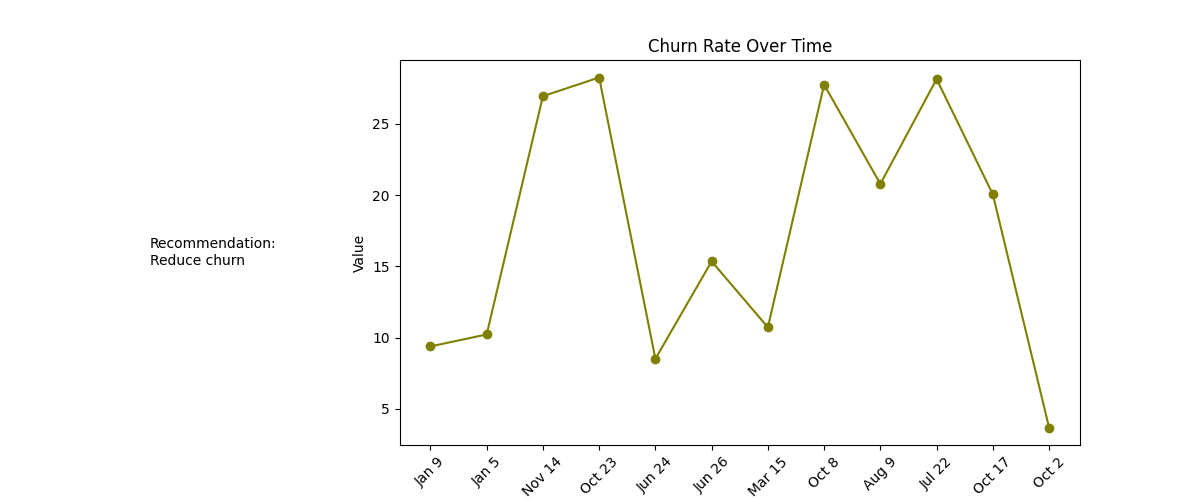 Churn Rate Over Time
Recommendation:
Reduce churn
Value
25
20
15
10
5
Jan 9
Jan 5
Nov 14
Oct 23
Jun 24
Jun 26
Mar 15
Oct 8
Aug 9
Jul 22
Oct 17
Oct 2